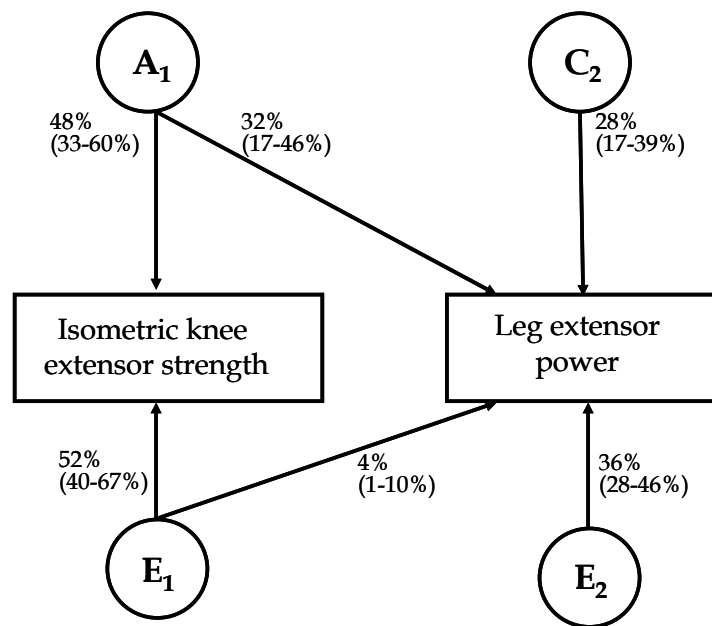 A1
C2
48%
(33-60%)
32%
(17-46%)
28%
(17-39%)
Isometric knee
extensor strength
Leg extensor
power
52%
(40-67%)
4%
(1-10%)
36%
(28-46%)
E1
E2